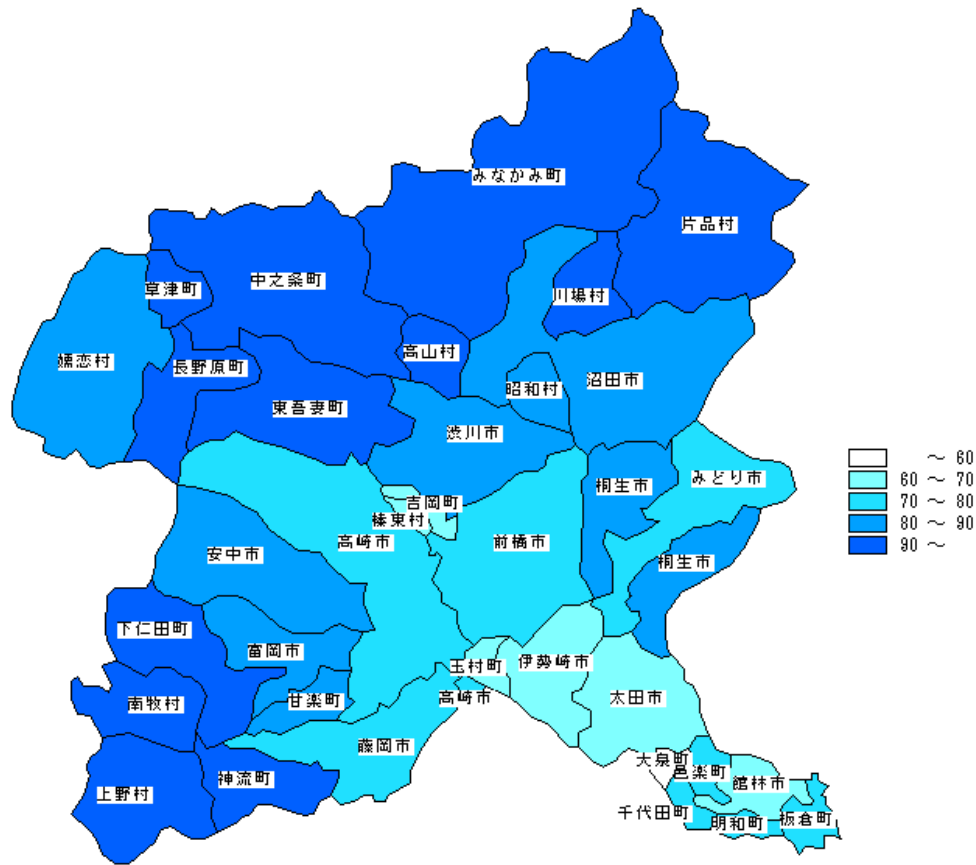 みなかみ町
片品村
中之条町
草津町
川場村
高山村
嬬恋村
長野原町
沼田市
昭和村
東吾妻町
渋川市
~ 60
60 ~ 70
70 ~ 80
80 ~ 90
90 ~
みどり市
桐生市
吉岡町
榛東村
高崎市
前橋市
安中市
桐生市
下仁田町
富岡市
玉村町
伊勢崎市
甘楽町
高崎市
太田市
南牧村
藤岡市
大泉町
邑楽町
神流町
館林市
上野村
千代田町
明和町
板倉町